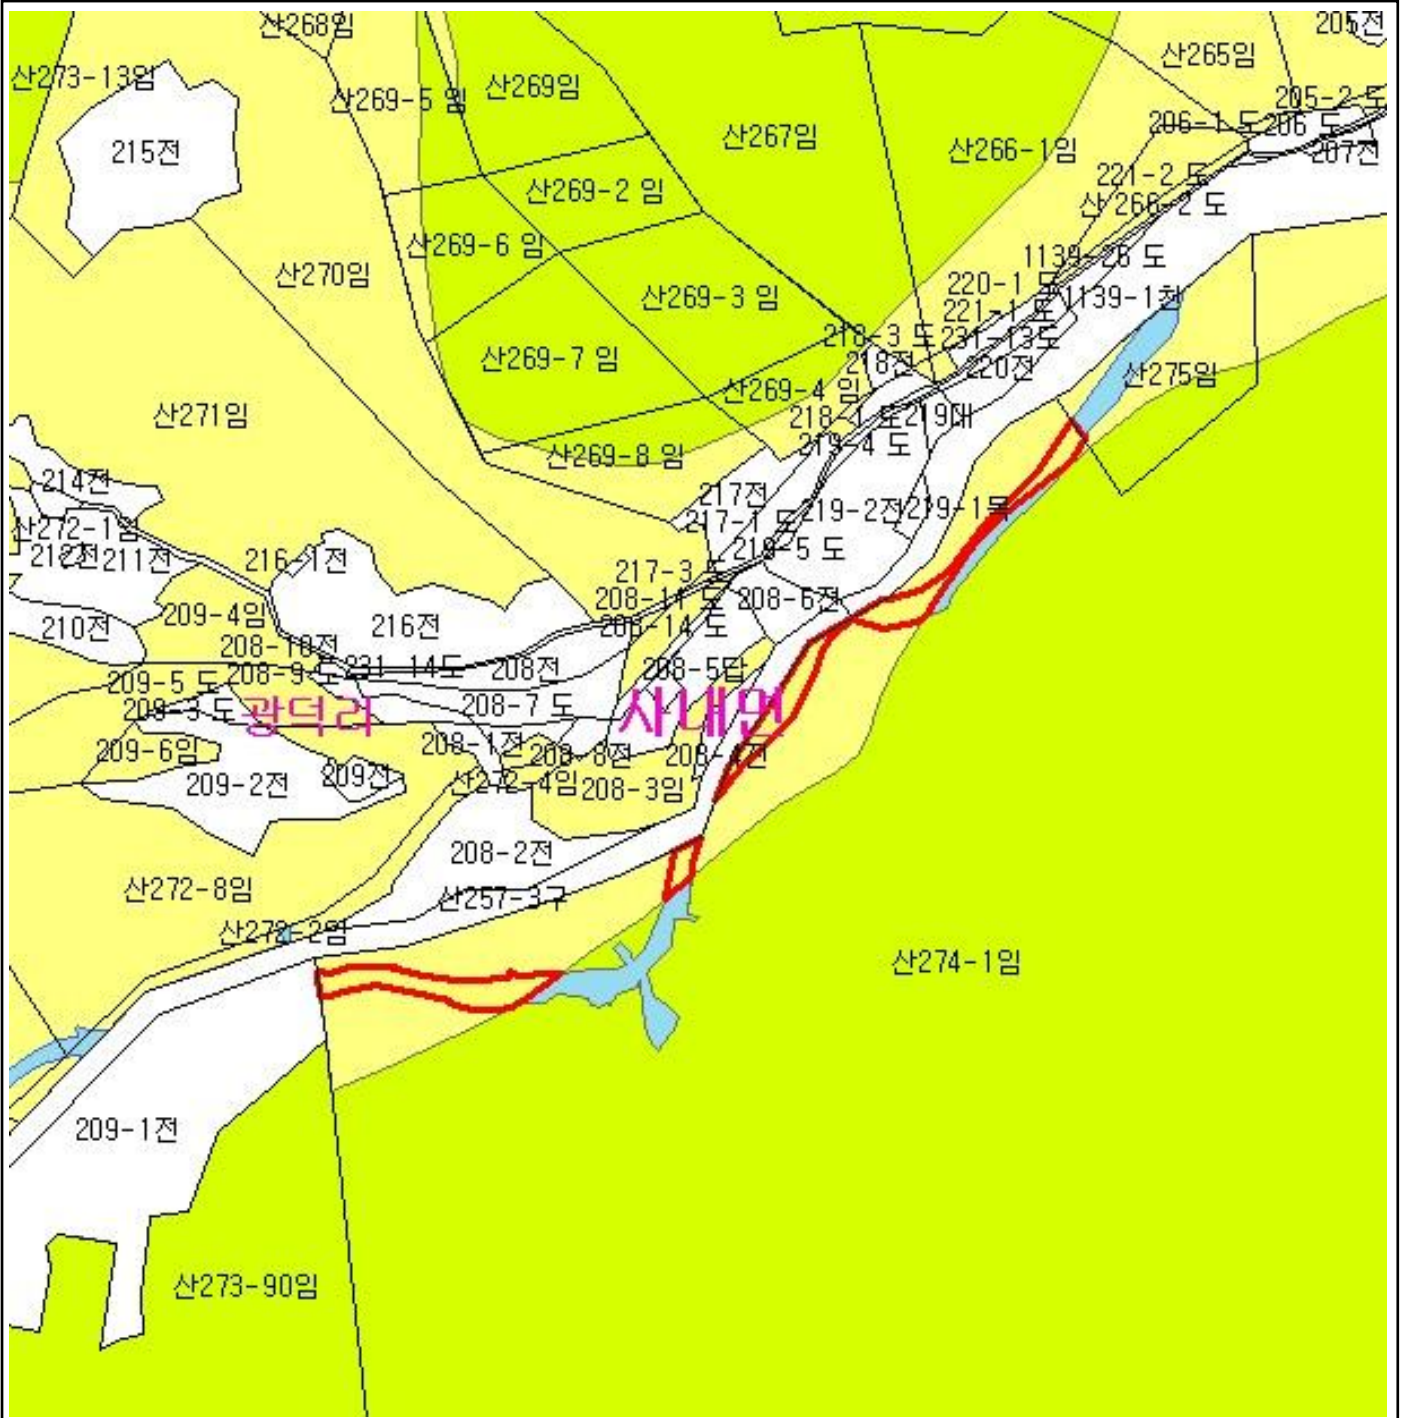 산268임
205전
산273-13임
산269-5 임
산269임
산265임
205-2 도
215전
산267임
산266-1임
206-1 도
206 도
207전
산269-2 임
221-2 도
산 266-2 도
산269-6 임
1139-26 도
산270임
220-1 도
산269-3 임
221-1 도
1139-1천
218-3 도
231-13도
산269-7 임
218전
220전
산275임
산269-4 임
산271임
218-1 도
219대
219-4 도
산269-8 임
214전
217전
219-2전
219-1목
217-1 도
산272-1임
212전
211전
216-1전
219-5 도
217-3 도
208-11 도
208-6전
209-4임
210전
216전
208-14 도
208-10전
208-9 도
231-14도
208전
208-5답
209-5 도
208-7 도
209-3 도
광덕리
사내면
208-1전
208-8전
208-4전
209-6임
209-2전
209전
산272-4임
208-3임
208-2전
산272-8임
산257-3구
산272-2임
산274-1임
209-1전
산273-90임